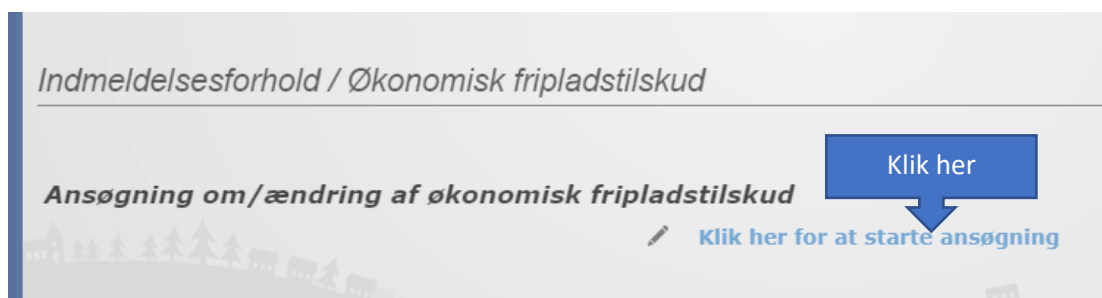 Indmeldelsesforhold / Økonomisk fripladstilskud
Klik her
Ansøgning om/ændring af økonomisk fripladstilskud
Klik her for at starte ansøgning